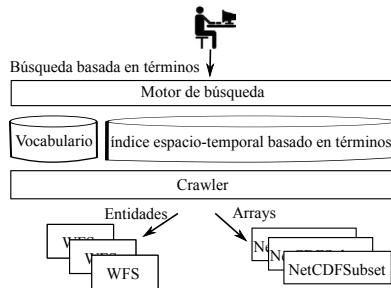 Búsqueda basada en términos
Motor de búsqueda
Vocabulario
índice espacio-temporal basado en términos
Crawler
Entidades
Arrays
WFS
WFS
WFS
NetCDFSubset